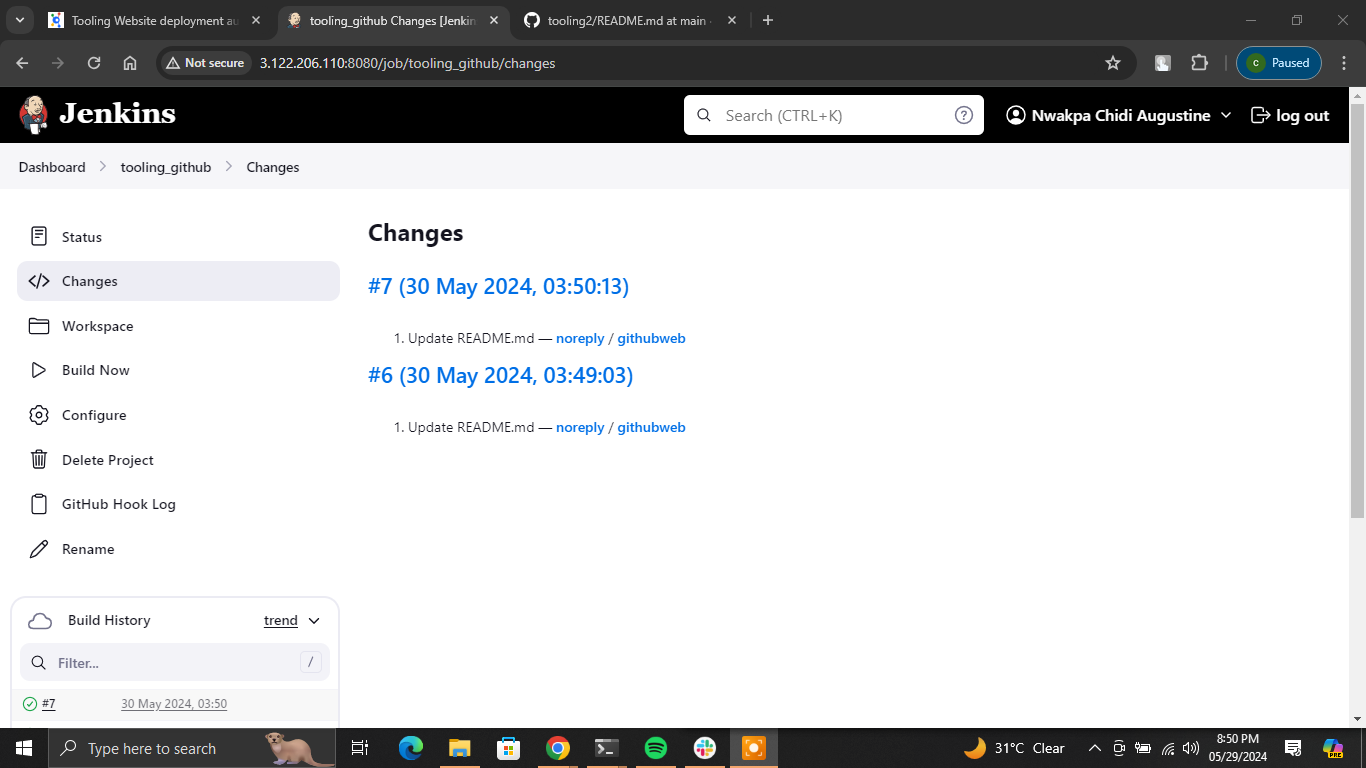 Tooling Website deployment au
tooling_github Changes [Jenkin
tooling2/README.md at main ·
Not secure
3.122.206.110:8080/job/tooling_github/changes
C
Paused
Jenkins
Search (CTRL+K)
?
Nwakpa Chidi Augustine
log out
Dashboard
tooling_github
Changes
Status
Changes
Workspace
Build Now
Configure
Delete Project
GitHub Hook Log
Rename
Changes
#7 (30 May 2024, 03:50:13)
1. Update README.md — noreply / githubweb
#6 (30 May 2024, 03:49:03)
1. Update README.md — noreply / githubweb
Build History
trend
Filter...
/
#7
30 May 2024, 03:50
Type here to search
31°C Clear
8:50 PM
05/29/2024
PRE